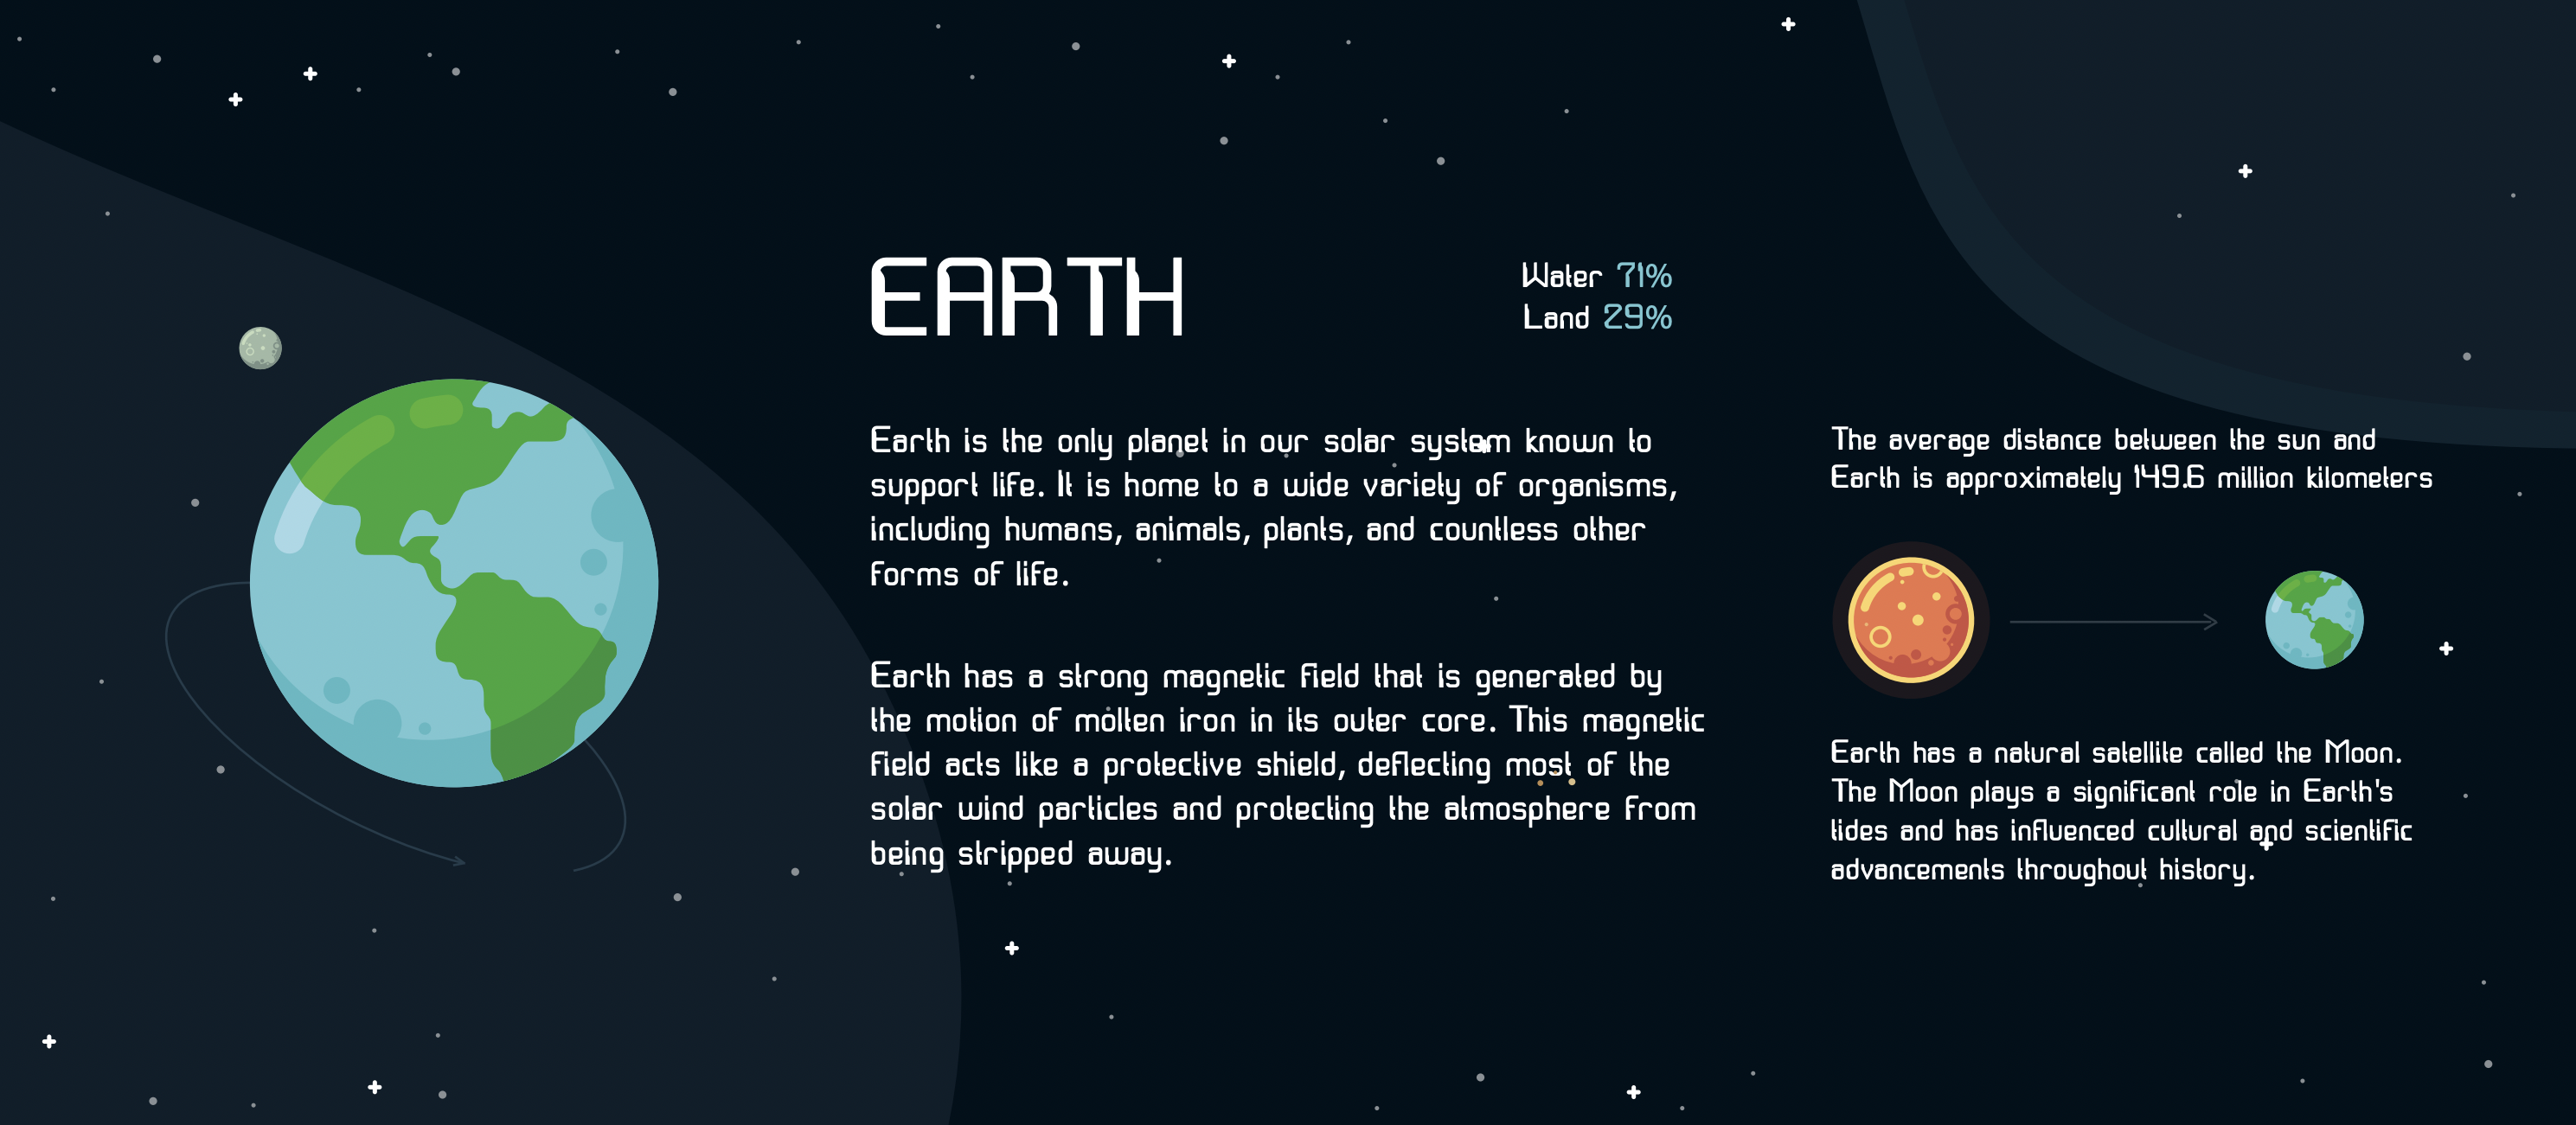 EARTH
Water 71%
Land 29%
Earth is the only planet in our solar system known to
support life. It is home to a wide variety of organisms,
including humans, animals, plants, and countless other
forms of life.
Earth has a strong magnetic field that is generated by
the motion of molten iron in its outer core. This magnetic
field acts like a protective shield, deflecting most of the
solar wind particles and protecting the atmosphere from
being stripped away.
The average distance between the sun and
Earth is approximately 149.6 million kilometers
Earth has a natural satellite called the Moon.
The Moon plays a significant role in Earth's
tides and has influenced cultural and scientific
advancements throughout history.